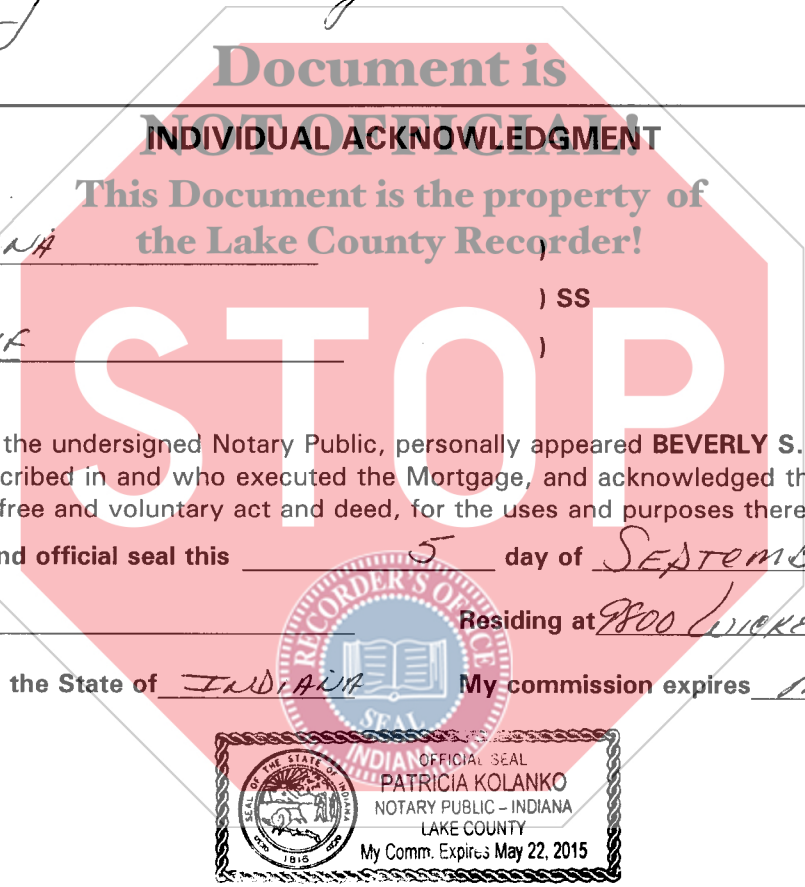 Document is
NOT OFFICIAL!
INDIVIDUAL ACKNOWLEDGMENT
This Document is the property of
the Lake County Recorder!
NA )
) SS
)
STOP
the undersigned Notary Public, personally appeared BEVERLY S.
cribed in and who executed the Mortgage, and acknowledged th
free and voluntary act and deed, for the uses and purposes there
nd official seal this 5 day of SEPTEMB
RECORDER'S OFFICE
Residing at 9800 WICKE
the State of INDIANA My commission expires
SEAL
INDIANA
OFFICIAL SEAL
PATRICIA KOLANKO
NOTARY PUBLIC – INDIANA
LAKE COUNTY
My Comm. Expires May 22, 2015
SEAL OF THE STATE OF INDIANA
1816